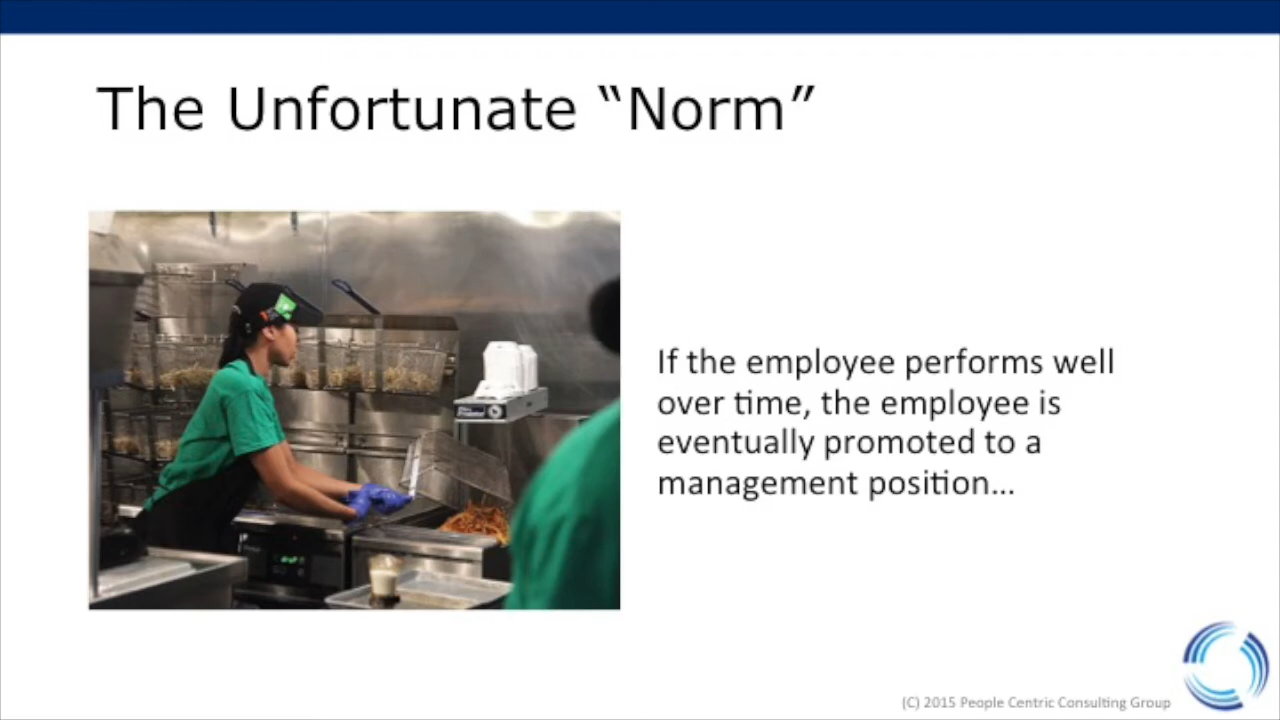 The Unfortunate “Norm”
If the employee performs well
over time, the employee is
eventually promoted to a
management position...
(C) 2015 People Centric Consulting Group